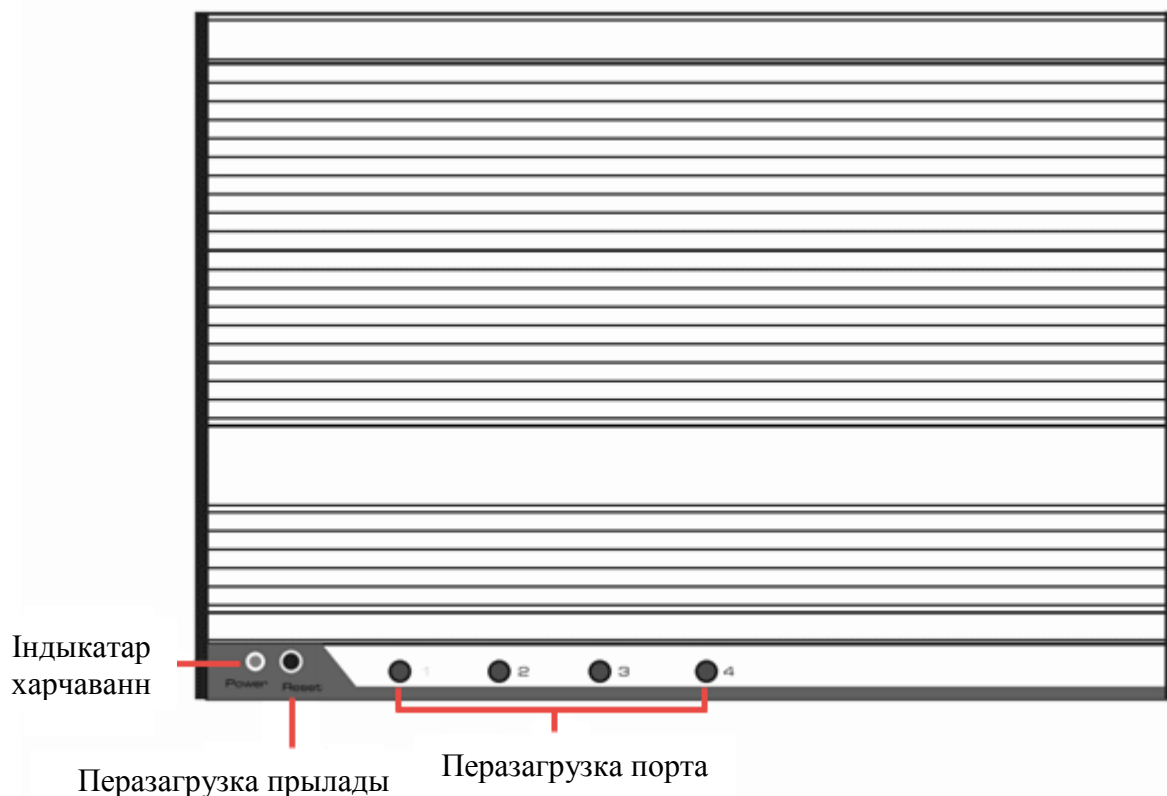 Індыкатар
харчаванн
Power Reset
1 2 3 4
Перазагрузка порта
Перазагрузка прылады